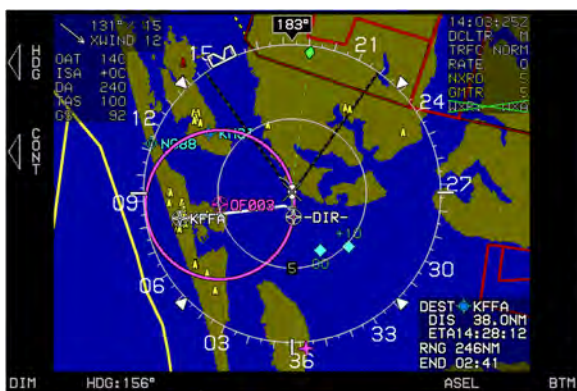 131° / 15
XWIND 12
OAT 14C
ISA +0C
DA 240
TAS 100
GS 92
183°
14:03:25Z
DCLTR M
TRFC NORM
RATE 0
NXRD 5
GMTR 5
HDG
CONT
15
21
12
24
09
27
06
30
03
33
36
KFFA
-DIR-
+10
5
DEST KFFA
DIS 38.0NM
ETA14:28:12
RNG 246NM
END 02:41
DIM
HDG:156°
ASEL
BTM